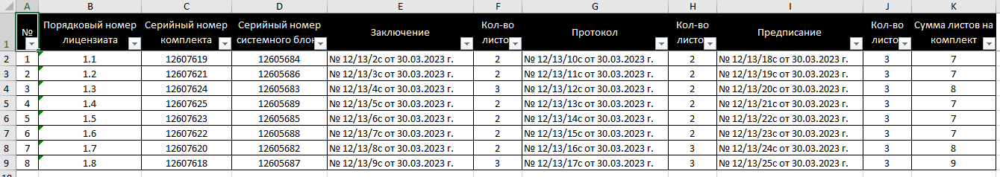 A B C D E F G H I J K
1 № Порядковый номер лицензиата Серийный номер комплекта Серийный номер системного блок Заключение Кол-во листо Протокол Кол-во листо Предписание Кол-во листо Сумма листов на комплект
2 1 1.1 12607619 12605684 № 12/13/2с от 30.03.2023 г. 2 № 12/13/10с от 30.03.2023 г. 2 № 12/13/18с от 30.03.2023 г. 3 7
3 2 1.2 12607621 12605686 № 12/13/3с от 30.03.2023 г. 2 № 12/13/11с от 30.03.2023 г. 2 № 12/13/19с от 30.03.2023 г. 3 7
4 3 1.3 12607624 12605683 № 12/13/4с от 30.03.2023 г. 3 № 12/13/12с от 30.03.2023 г. 2 № 12/13/20с от 30.03.2023 г. 3 8
5 4 1.4 12607625 12605689 № 12/13/5с от 30.03.2023 г. 2 № 12/13/13с от 30.03.2023 г. 2 № 12/13/21с от 30.03.2023 г. 3 7
6 5 1.5 12607623 12605685 № 12/13/6с от 30.03.2023 г. 2 № 12/13/14с от 30.03.2023 г. 2 № 12/13/22с от 30.03.2023 г. 3 7
7 6 1.6 12607622 12605688 № 12/13/7с от 30.03.2023 г. 2 № 12/13/15с от 30.03.2023 г. 2 № 12/13/23с от 30.03.2023 г. 3 7
8 7 1.7 12607620 12605682 № 12/13/8с от 30.03.2023 г. 2 № 12/13/16с от 30.03.2023 г. 3 № 12/13/24с от 30.03.2023 г. 3 8
9 8 1.8 12607618 12605687 № 12/13/9с от 30.03.2023 г. 3 № 12/13/17с от 30.03.2023 г. 3 № 12/13/25с от 30.03.2023 г. 3 9